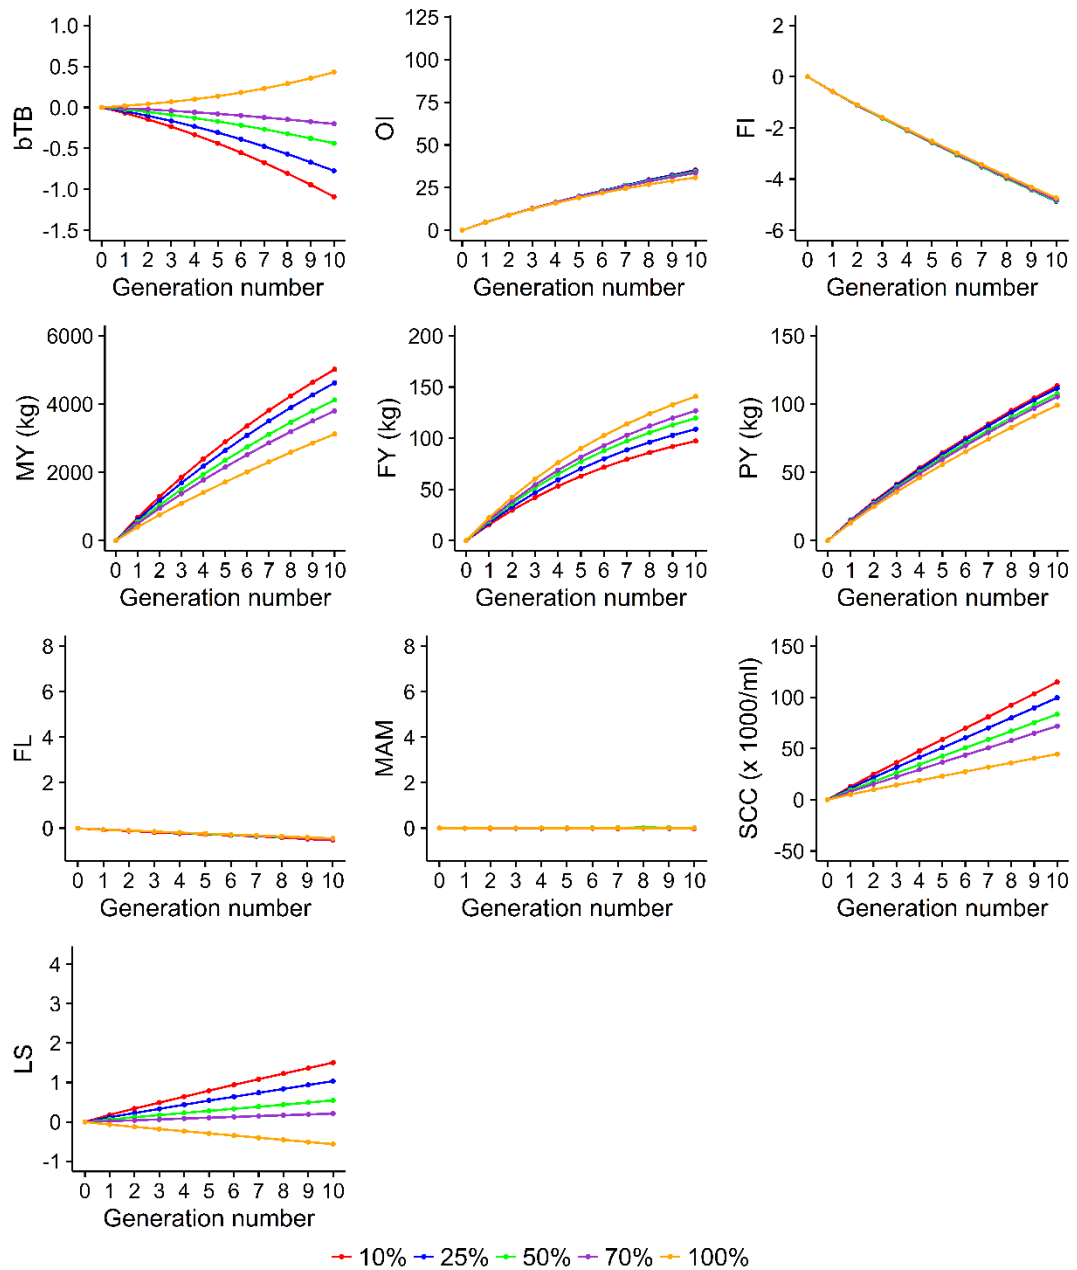 bTB
1.0
0.5
0.0
-0.5
-1.0
-1.5
0 1 2 3 4 5 6 7 8 9 10
Generation number
OI
125
100
75
50
25
0
0 1 2 3 4 5 6 7 8 9 10
Generation number
FI
2
0
-2
-4
-6
0 1 2 3 4 5 6 7 8 9 10
Generation number
MY (kg)
6000
4000
2000
0
0 1 2 3 4 5 6 7 8 9 10
Generation number
FY (kg)
200
150
100
50
0
0 1 2 3 4 5 6 7 8 9 10
Generation number
PY (kg)
150
100
50
0
0 1 2 3 4 5 6 7 8 9 10
Generation number
FL
8
6
4
2
0
0 1 2 3 4 5 6 7 8 9 10
Generation number
MAM
8
6
4
2
0
0 1 2 3 4 5 6 7 8 9 10
Generation number
SCC (x 1000/ml)
150
100
50
0
-50
0 1 2 3 4 5 6 7 8 9 10
Generation number
LS
4
3
2
1
0
-1
0 1 2 3 4 5 6 7 8 9 10
Generation number
10% 25% 50% 70% 100%